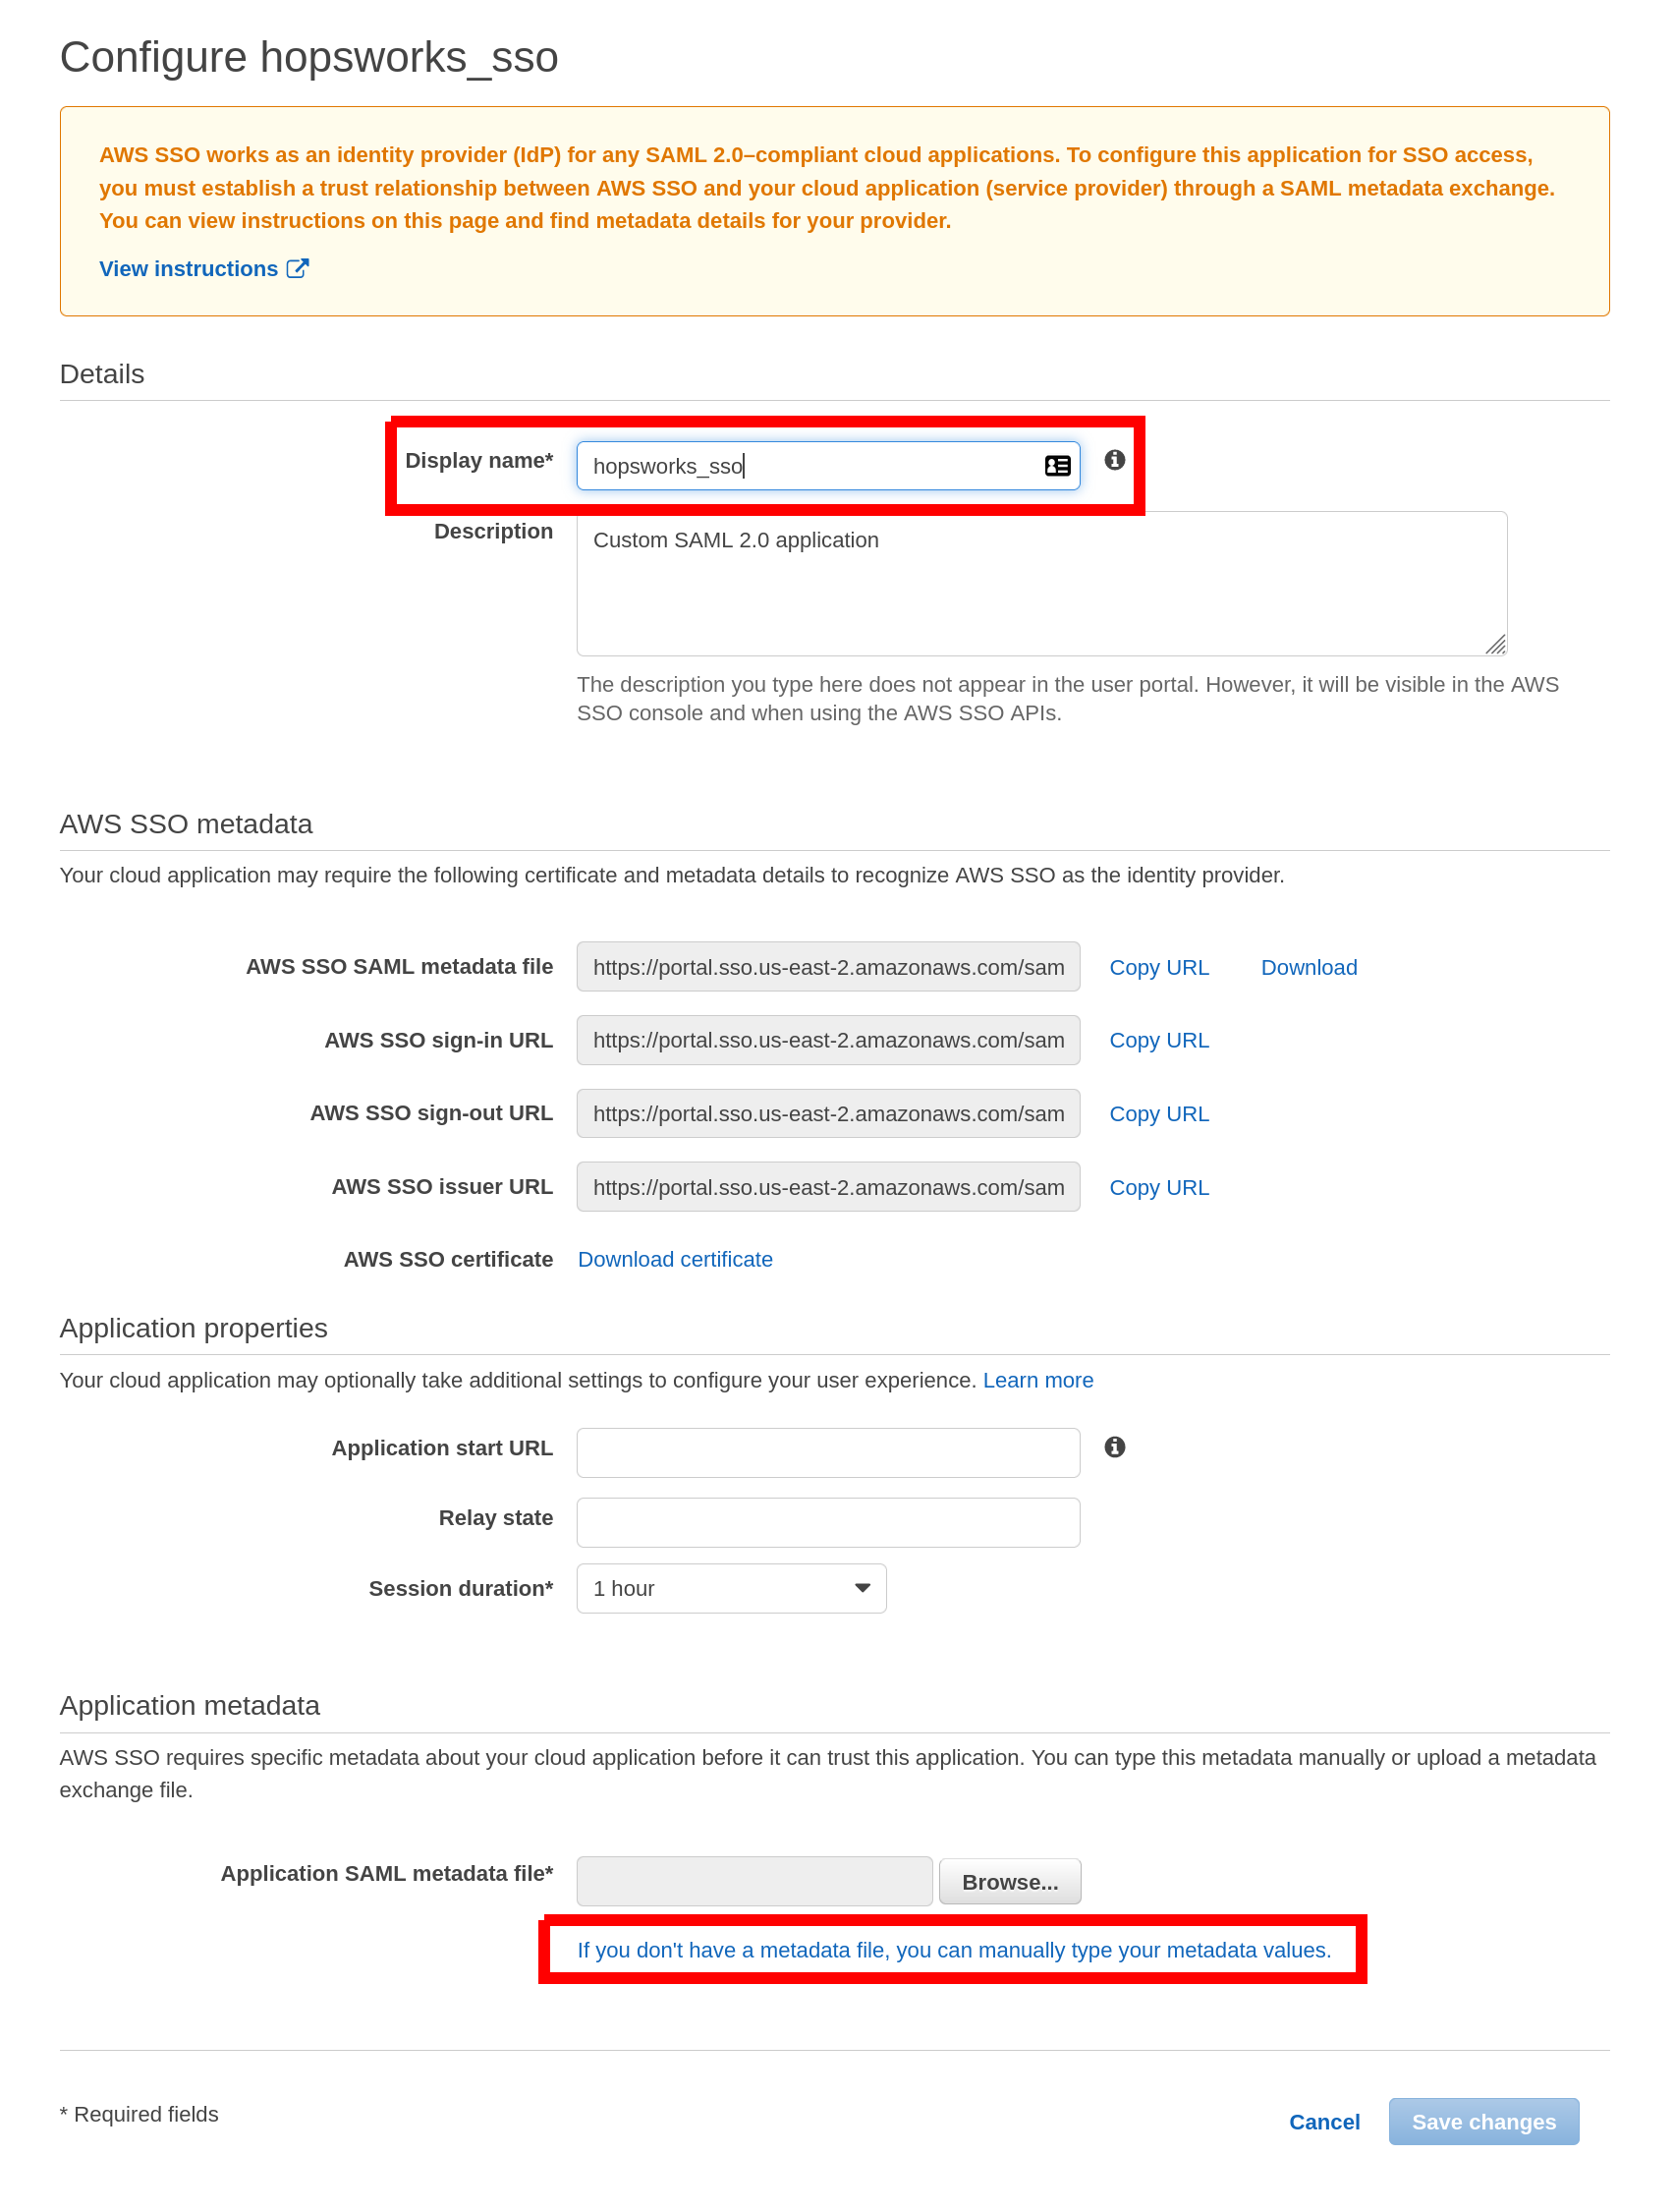 Configure hopsworks_sso
AWS SSO works as an identity provider (IdP) for any SAML 2.0–compliant cloud applications. To configure this application for SSO access,
you must establish a trust relationship between AWS SSO and your cloud application (service provider) through a SAML metadata exchange.
You can view instructions on this page and find metadata details for your provider.
View instructions
Details
Display name* hopsworks_sso
Description Custom SAML 2.0 application
The description you type here does not appear in the user portal. However, it will be visible in the AWS
SSO console and when using the AWS SSO APIs.
AWS SSO metadata
Your cloud application may require the following certificate and metadata details to recognize AWS SSO as the identity provider.
AWS SSO SAML metadata file https://portal.sso.us-east-2.amazonaws.com/sam Copy URL Download
AWS SSO sign-in URL https://portal.sso.us-east-2.amazonaws.com/sam Copy URL
AWS SSO sign-out URL https://portal.sso.us-east-2.amazonaws.com/sam Copy URL
AWS SSO issuer URL https://portal.sso.us-east-2.amazonaws.com/sam Copy URL
AWS SSO certificate Download certificate
Application properties
Your cloud application may optionally take additional settings to configure your user experience. Learn more
Application start URL
Relay state
Session duration* 1 hour
Application metadata
AWS SSO requires specific metadata about your cloud application before it can trust this application. You can type this metadata manually or upload a metadata
exchange file.
Application SAML metadata file* Browse...
If you don't have a metadata file, you can manually type your metadata values.
* Required fields
Cancel Save changes